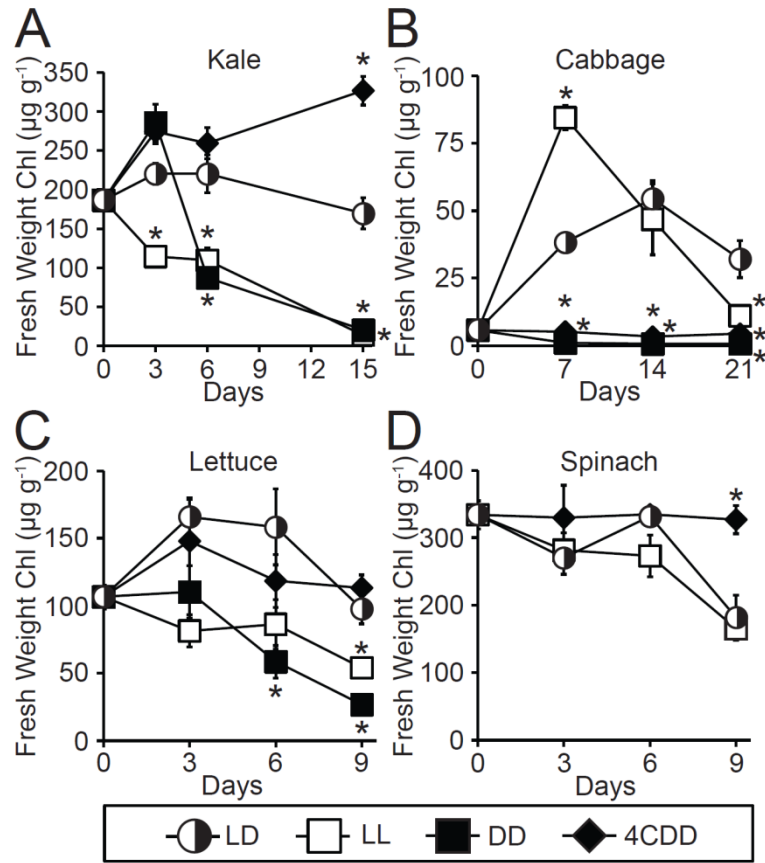 A
Kale
Fresh Weight Chl (µg g⁻¹)
350
300
250
200
150
100
50
0
0 3 6 9 12 15
Days
* * * * * *
B
Cabbage
Fresh Weight Chl (µg g⁻¹)
100
75
50
25
0
0 7 14 21
Days
* * * * * * * *
C
Lettuce
Fresh Weight Chl (µg g⁻¹)
200
150
100
50
0
0 3 6 9
Days
* * *
D
Spinach
Fresh Weight Chl (µg g⁻¹)
400
300
200
100
0
0 3 6 9
Days
*
LD LL DD 4CDD